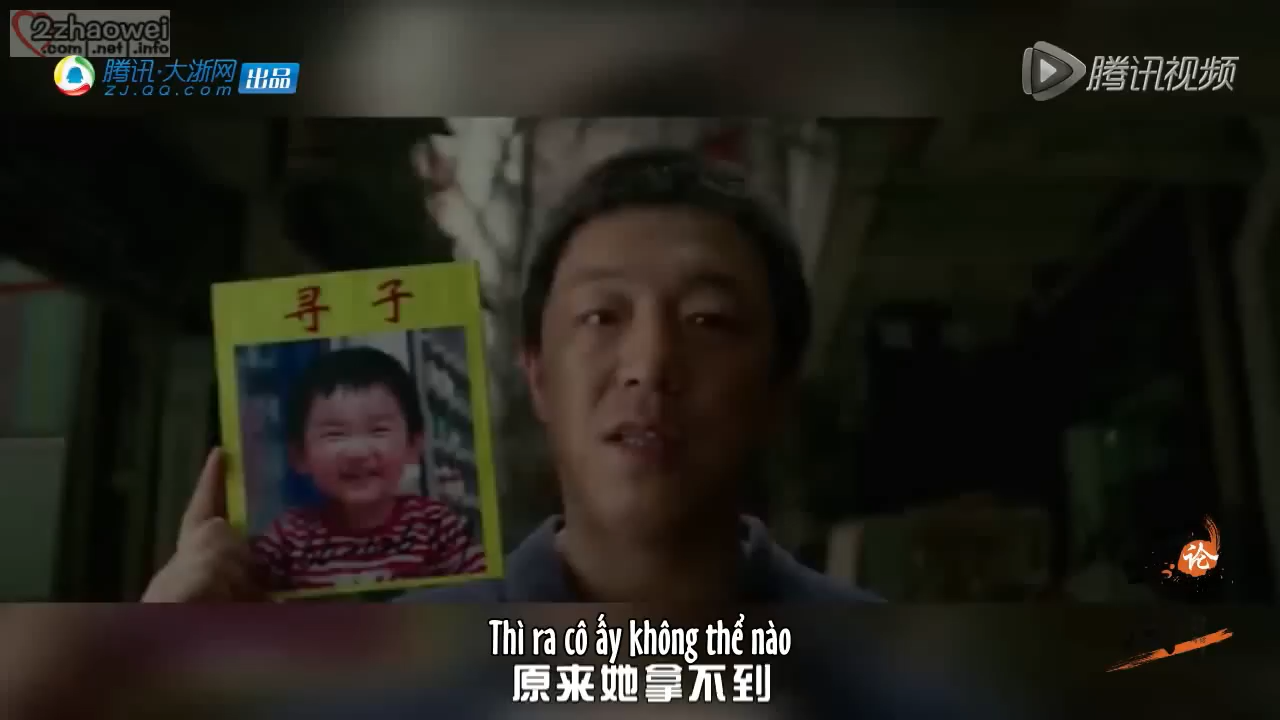 2zhaowei
.com|.net|.info
腾讯·大浙网 出品
ZJ.QQ.COM
腾讯视频
寻子
论
Thì ra cô ấy không thể nào
原来她拿不到